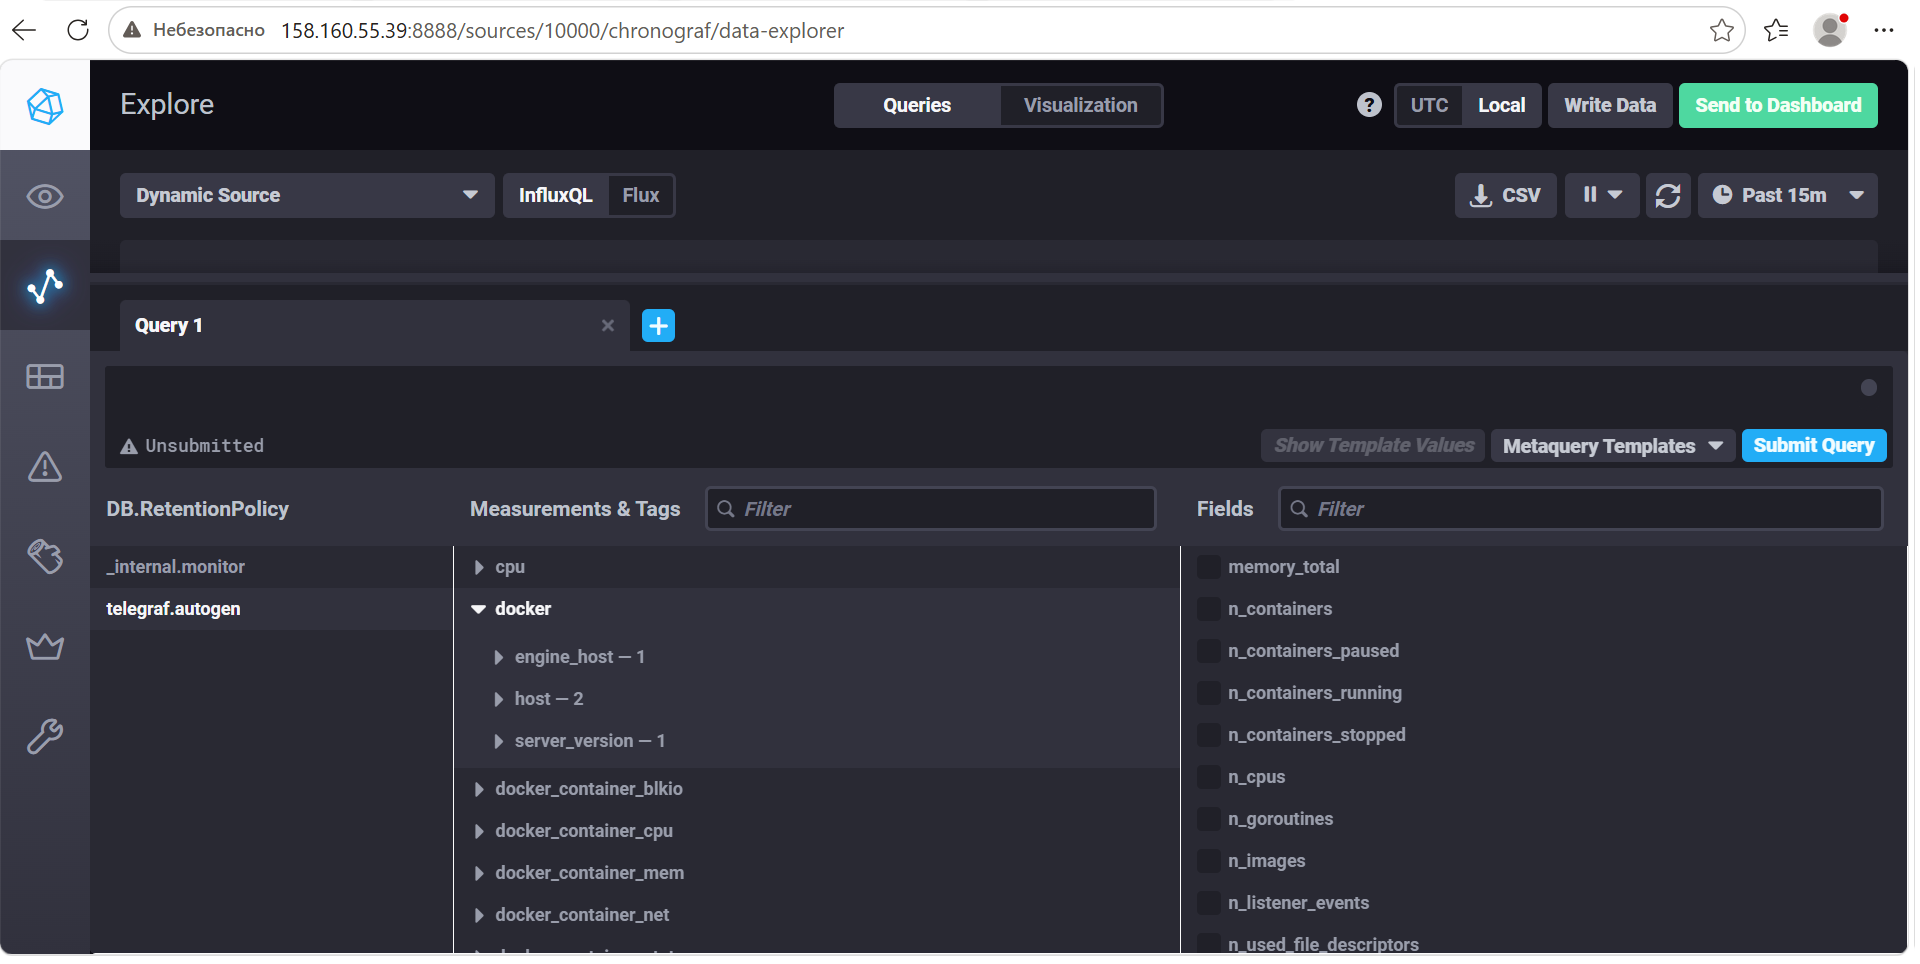 Небезопасно 158.160.55.39:8888/sources/10000/chronograf/data-explorer
Explore
Queries Visualization
? UTC Local Write Data Send to Dashboard
Dynamic Source InfluxQL Flux
CSV Past 15m
Query 1
Unsubmitted
Show Template Values Metaquery Templates Submit Query
DB.RetentionPolicy
_internal.monitor
telegraf.autogen
Measurements & Tags Filter
cpu
docker
engine_host — 1
host — 2
server_version — 1
docker_container_blkio
docker_container_cpu
docker_container_mem
docker_container_net
Fields Filter
memory_total
n_containers
n_containers_paused
n_containers_running
n_containers_stopped
n_cpus
n_goroutines
n_images
n_listener_events
n_used_file_descriptors